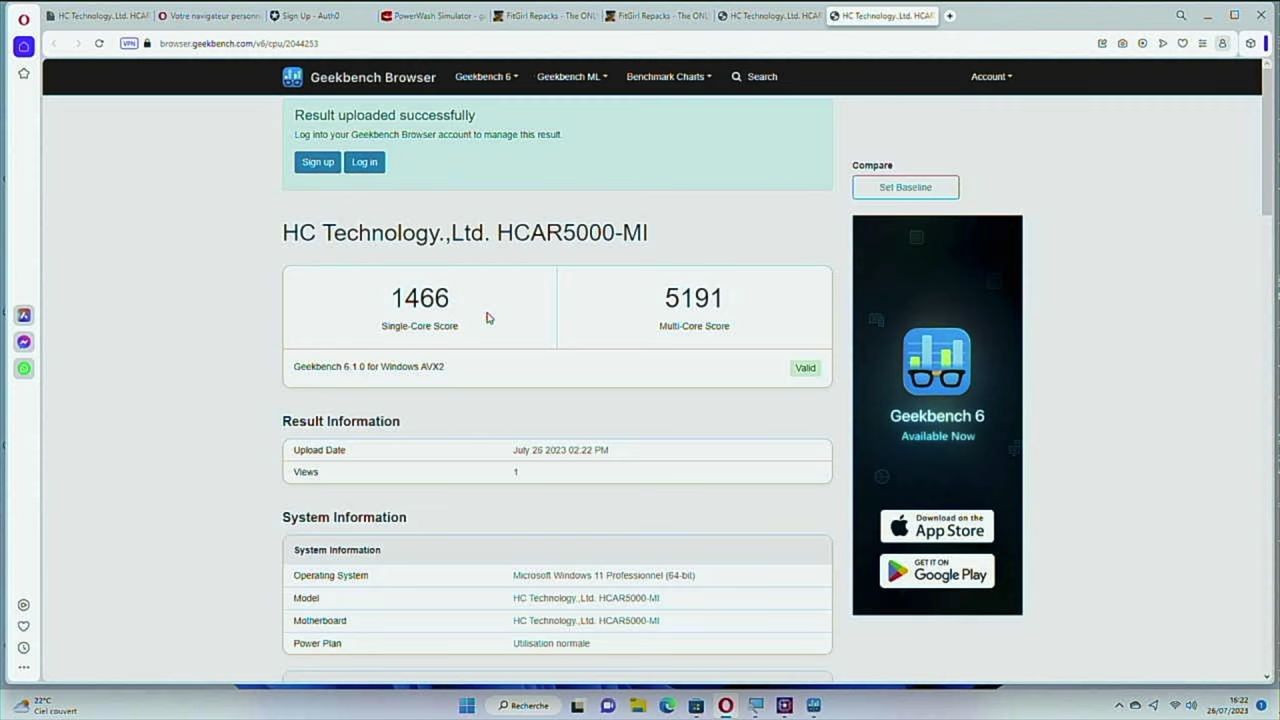 HC Technology.,Ltd. HCAR
Votre navigateur personn
Sign Up - Auth0
PowerWash Simulator - g
FitGirl Repacks - The ONL
FitGirl Repacks - The ONL
HC Technology.,Ltd. HCAR
HC Technology.,Ltd. HCAR
VPN
browser.geekbench.com/v6/cpu/2044253
Geekbench Browser
Geekbench 6
Geekbench ML
Benchmark Charts
Search
Account
Result uploaded successfully
Log into your Geekbench Browser account to manage this result.
Sign up
Log in
Compare
Set Baseline
HC Technology.,Ltd. HCAR5000-MI
1466
Single-Core Score
5191
Multi-Core Score
Geekbench 6.1.0 for Windows AVX2
Valid
Result Information
Upload Date July 26 2023 02:22 PM
Views 1
System Information
System Information
Operating System Microsoft Windows 11 Professionnel (64-bit)
Model HC Technology.,Ltd. HCAR5000-MI
Motherboard HC Technology.,Ltd. HCAR5000-MI
Power Plan Utilisation normale
Geekbench 6
Available Now
Download on the
App Store
GET IT ON
Google Play
22°C
Ciel couvert
Recherche
16:22
26/07/2023